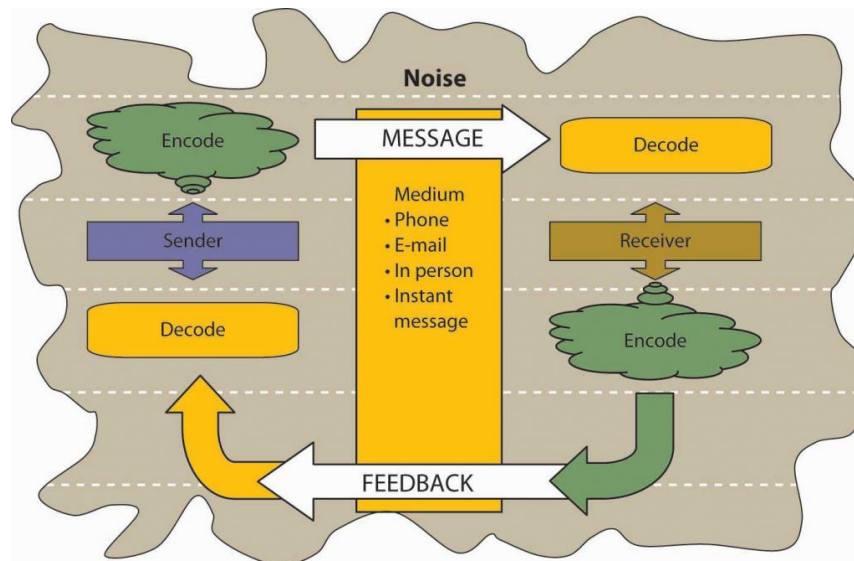 Noise
Encode
MESSAGE
Decode
Medium
• Phone
• E-mail
• In person
• Instant
message
Sender
Receiver
Decode
Encode
FEEDBACK